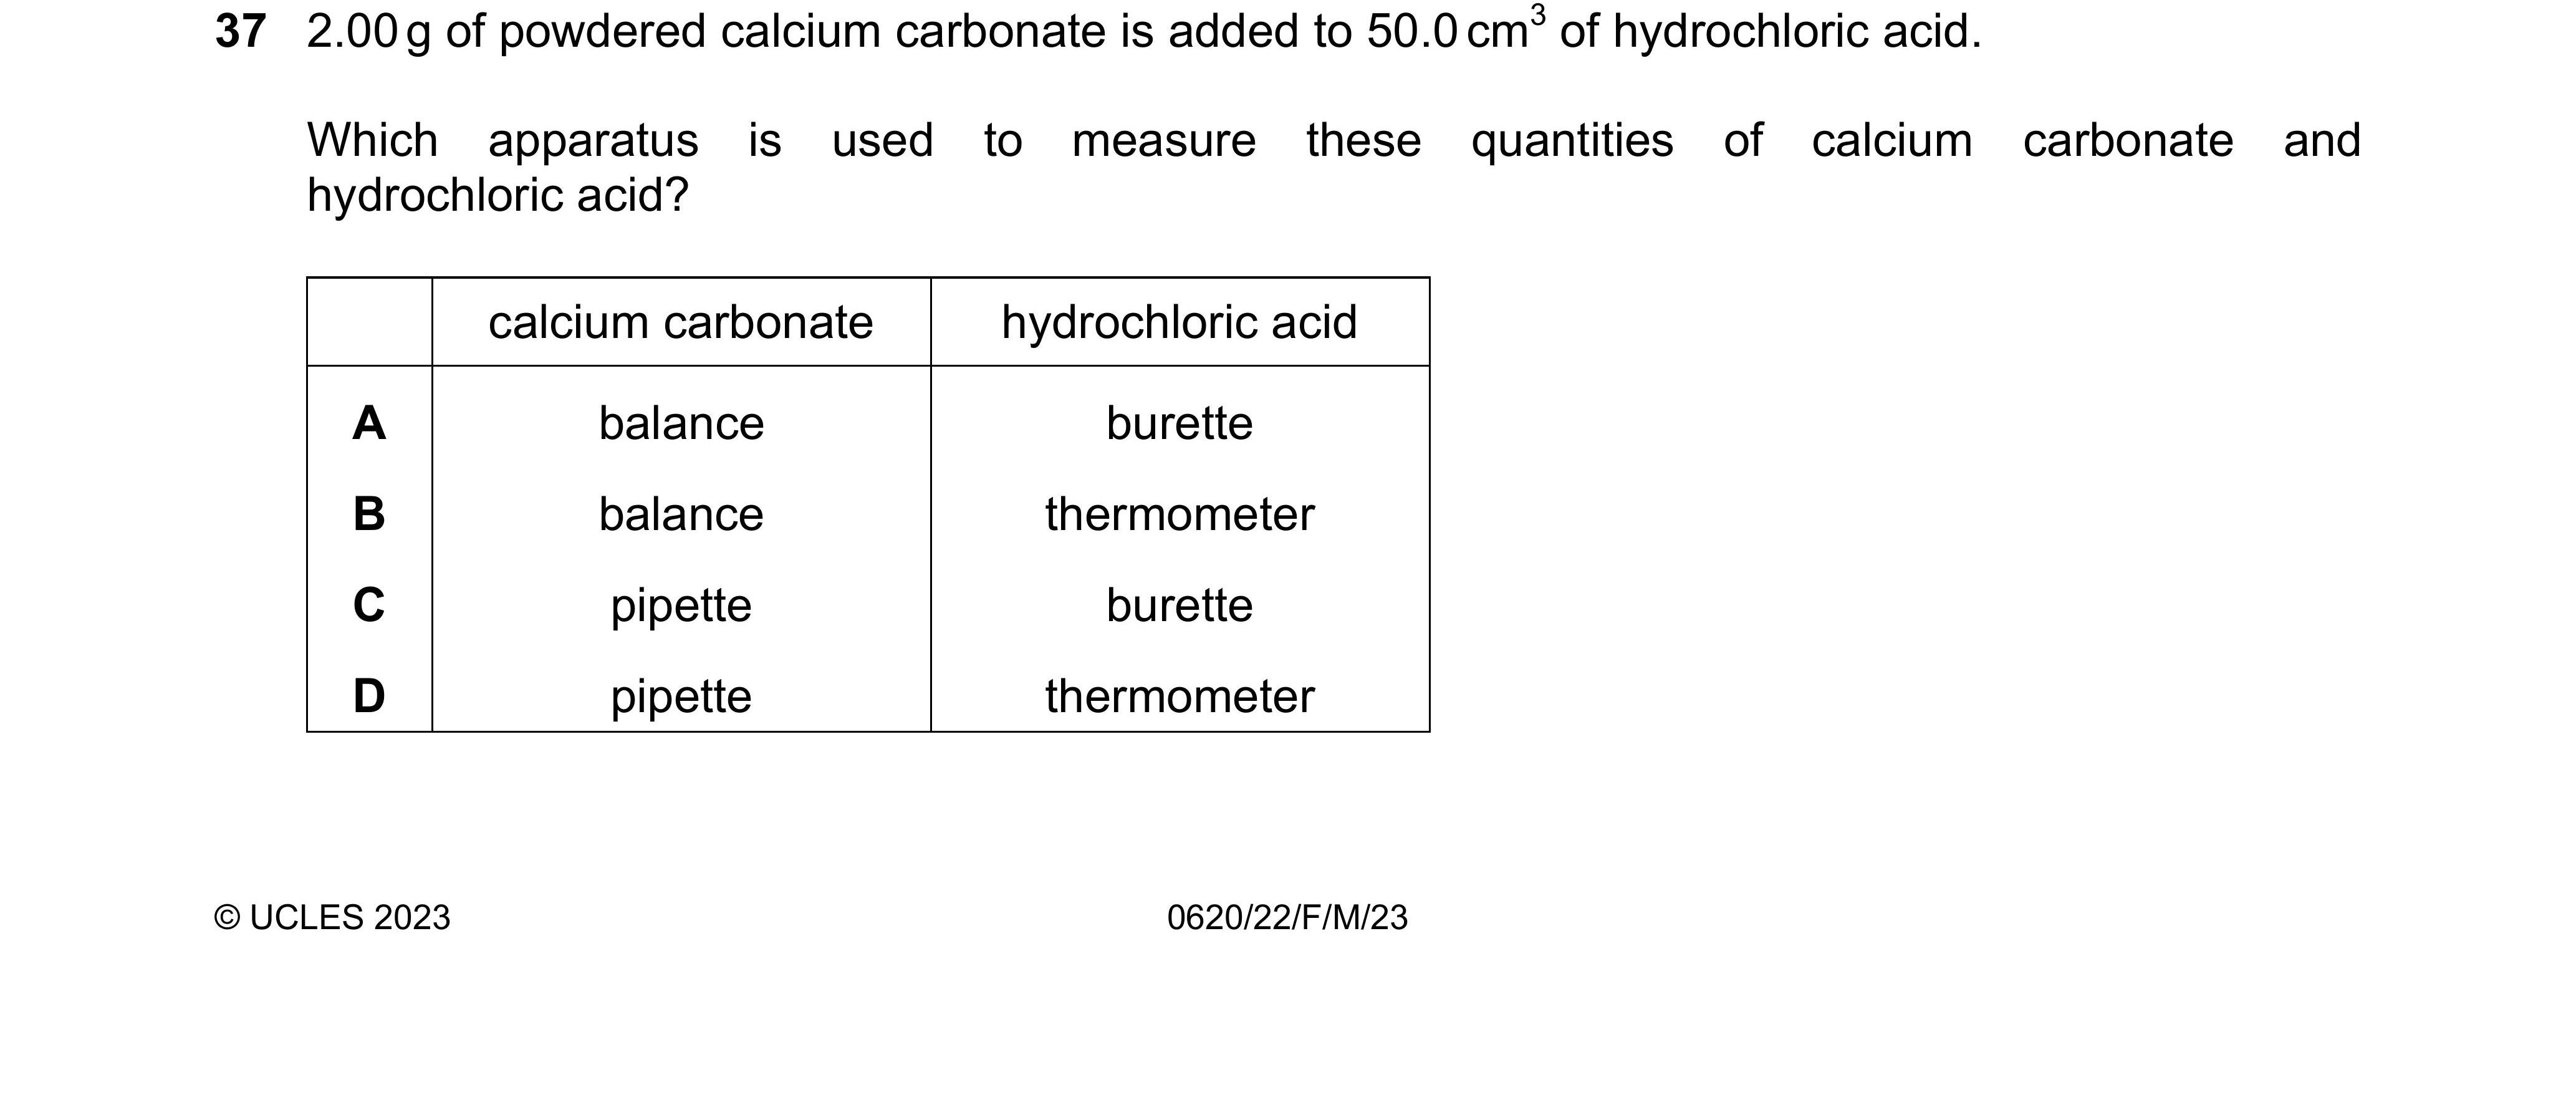 37 2.00 g of powdered calcium carbonate is added to 50.0 cm³ of hydrochloric acid.
Which apparatus is used to measure these quantities of calcium carbonate and
hydrochloric acid?
calcium carbonate hydrochloric acid
A balance burette
B balance thermometer
C pipette burette
D pipette thermometer
© UCLES 2023 0620/22/F/M/23